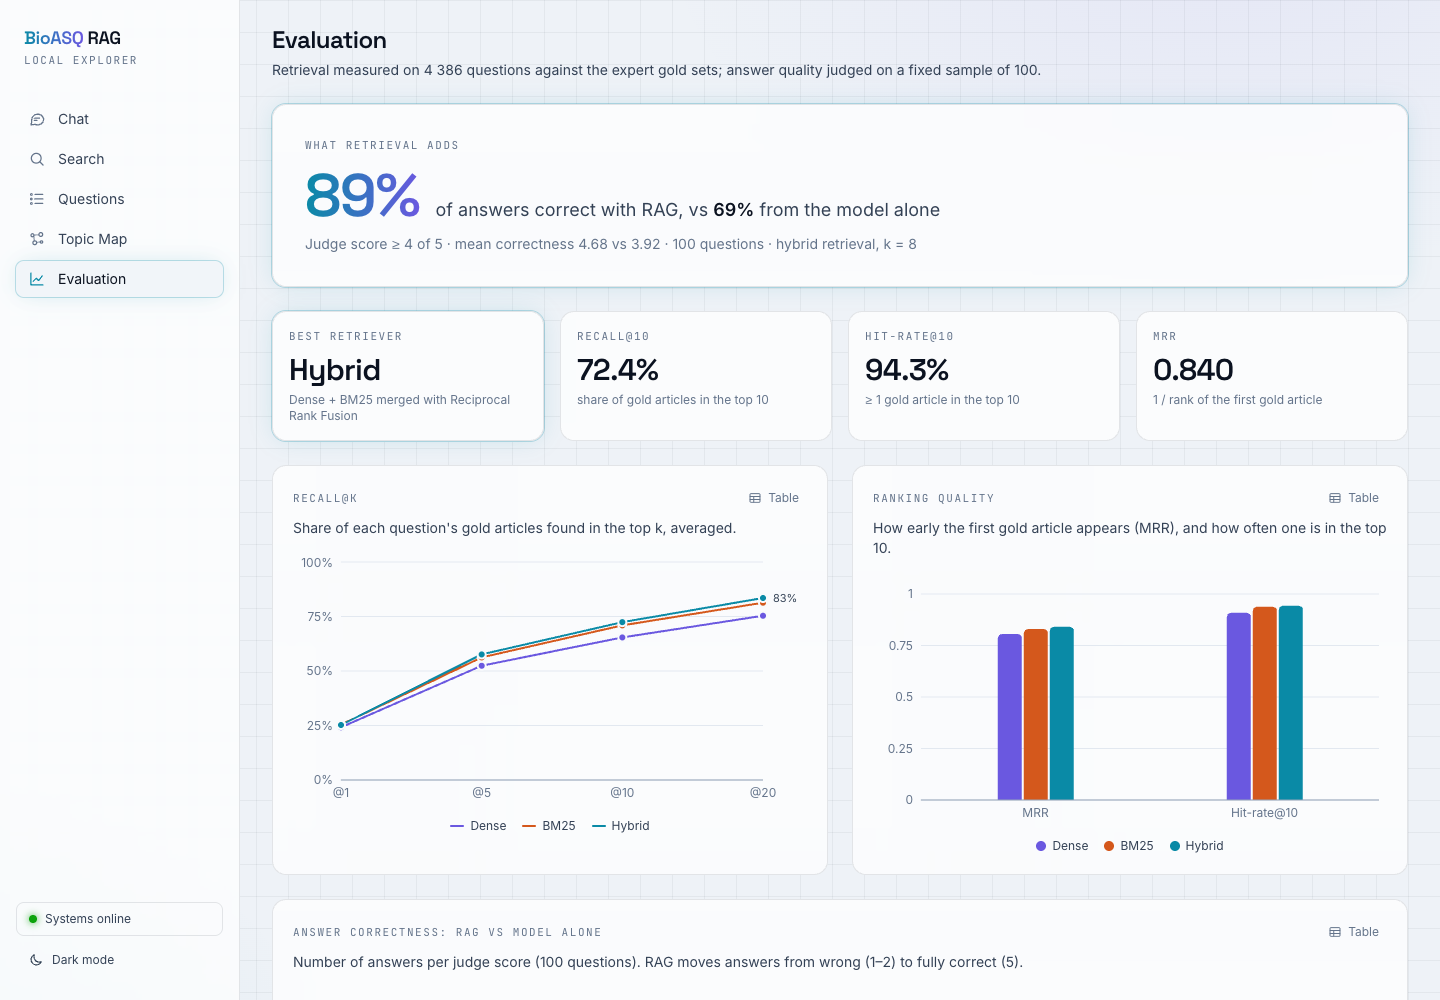 BioASQ RAG
LOCAL EXPLORER
Chat
Search
Questions
Topic Map
Evaluation
Systems online
Dark mode
Evaluation
Retrieval measured on 4 386 questions against the expert gold sets; answer quality judged on a fixed sample of 100.
WHAT RETRIEVAL ADDS
89% of answers correct with RAG, vs 69% from the model alone
Judge score ≥ 4 of 5 · mean correctness 4.68 vs 3.92 · 100 questions · hybrid retrieval, k = 8
BEST RETRIEVER
Hybrid
Dense + BM25 merged with Reciprocal
Rank Fusion
RECALL@10
72.4%
share of gold articles in the top 10
HIT-RATE@10
94.3%
≥ 1 gold article in the top 10
MRR
0.840
1 / rank of the first gold article
RECALL@K
Table
Share of each question's gold articles found in the top k, averaged.
100%
75%
50%
25%
0%
83%
@1 @5 @10 @20
Dense BM25 Hybrid
RANKING QUALITY
Table
How early the first gold article appears (MRR), and how often one is in the top
10.
1
0.75
0.5
0.25
0
MRR Hit-rate@10
Dense BM25 Hybrid
ANSWER CORRECTNESS: RAG VS MODEL ALONE
Table
Number of answers per judge score (100 questions). RAG moves answers from wrong (1–2) to fully correct (5).